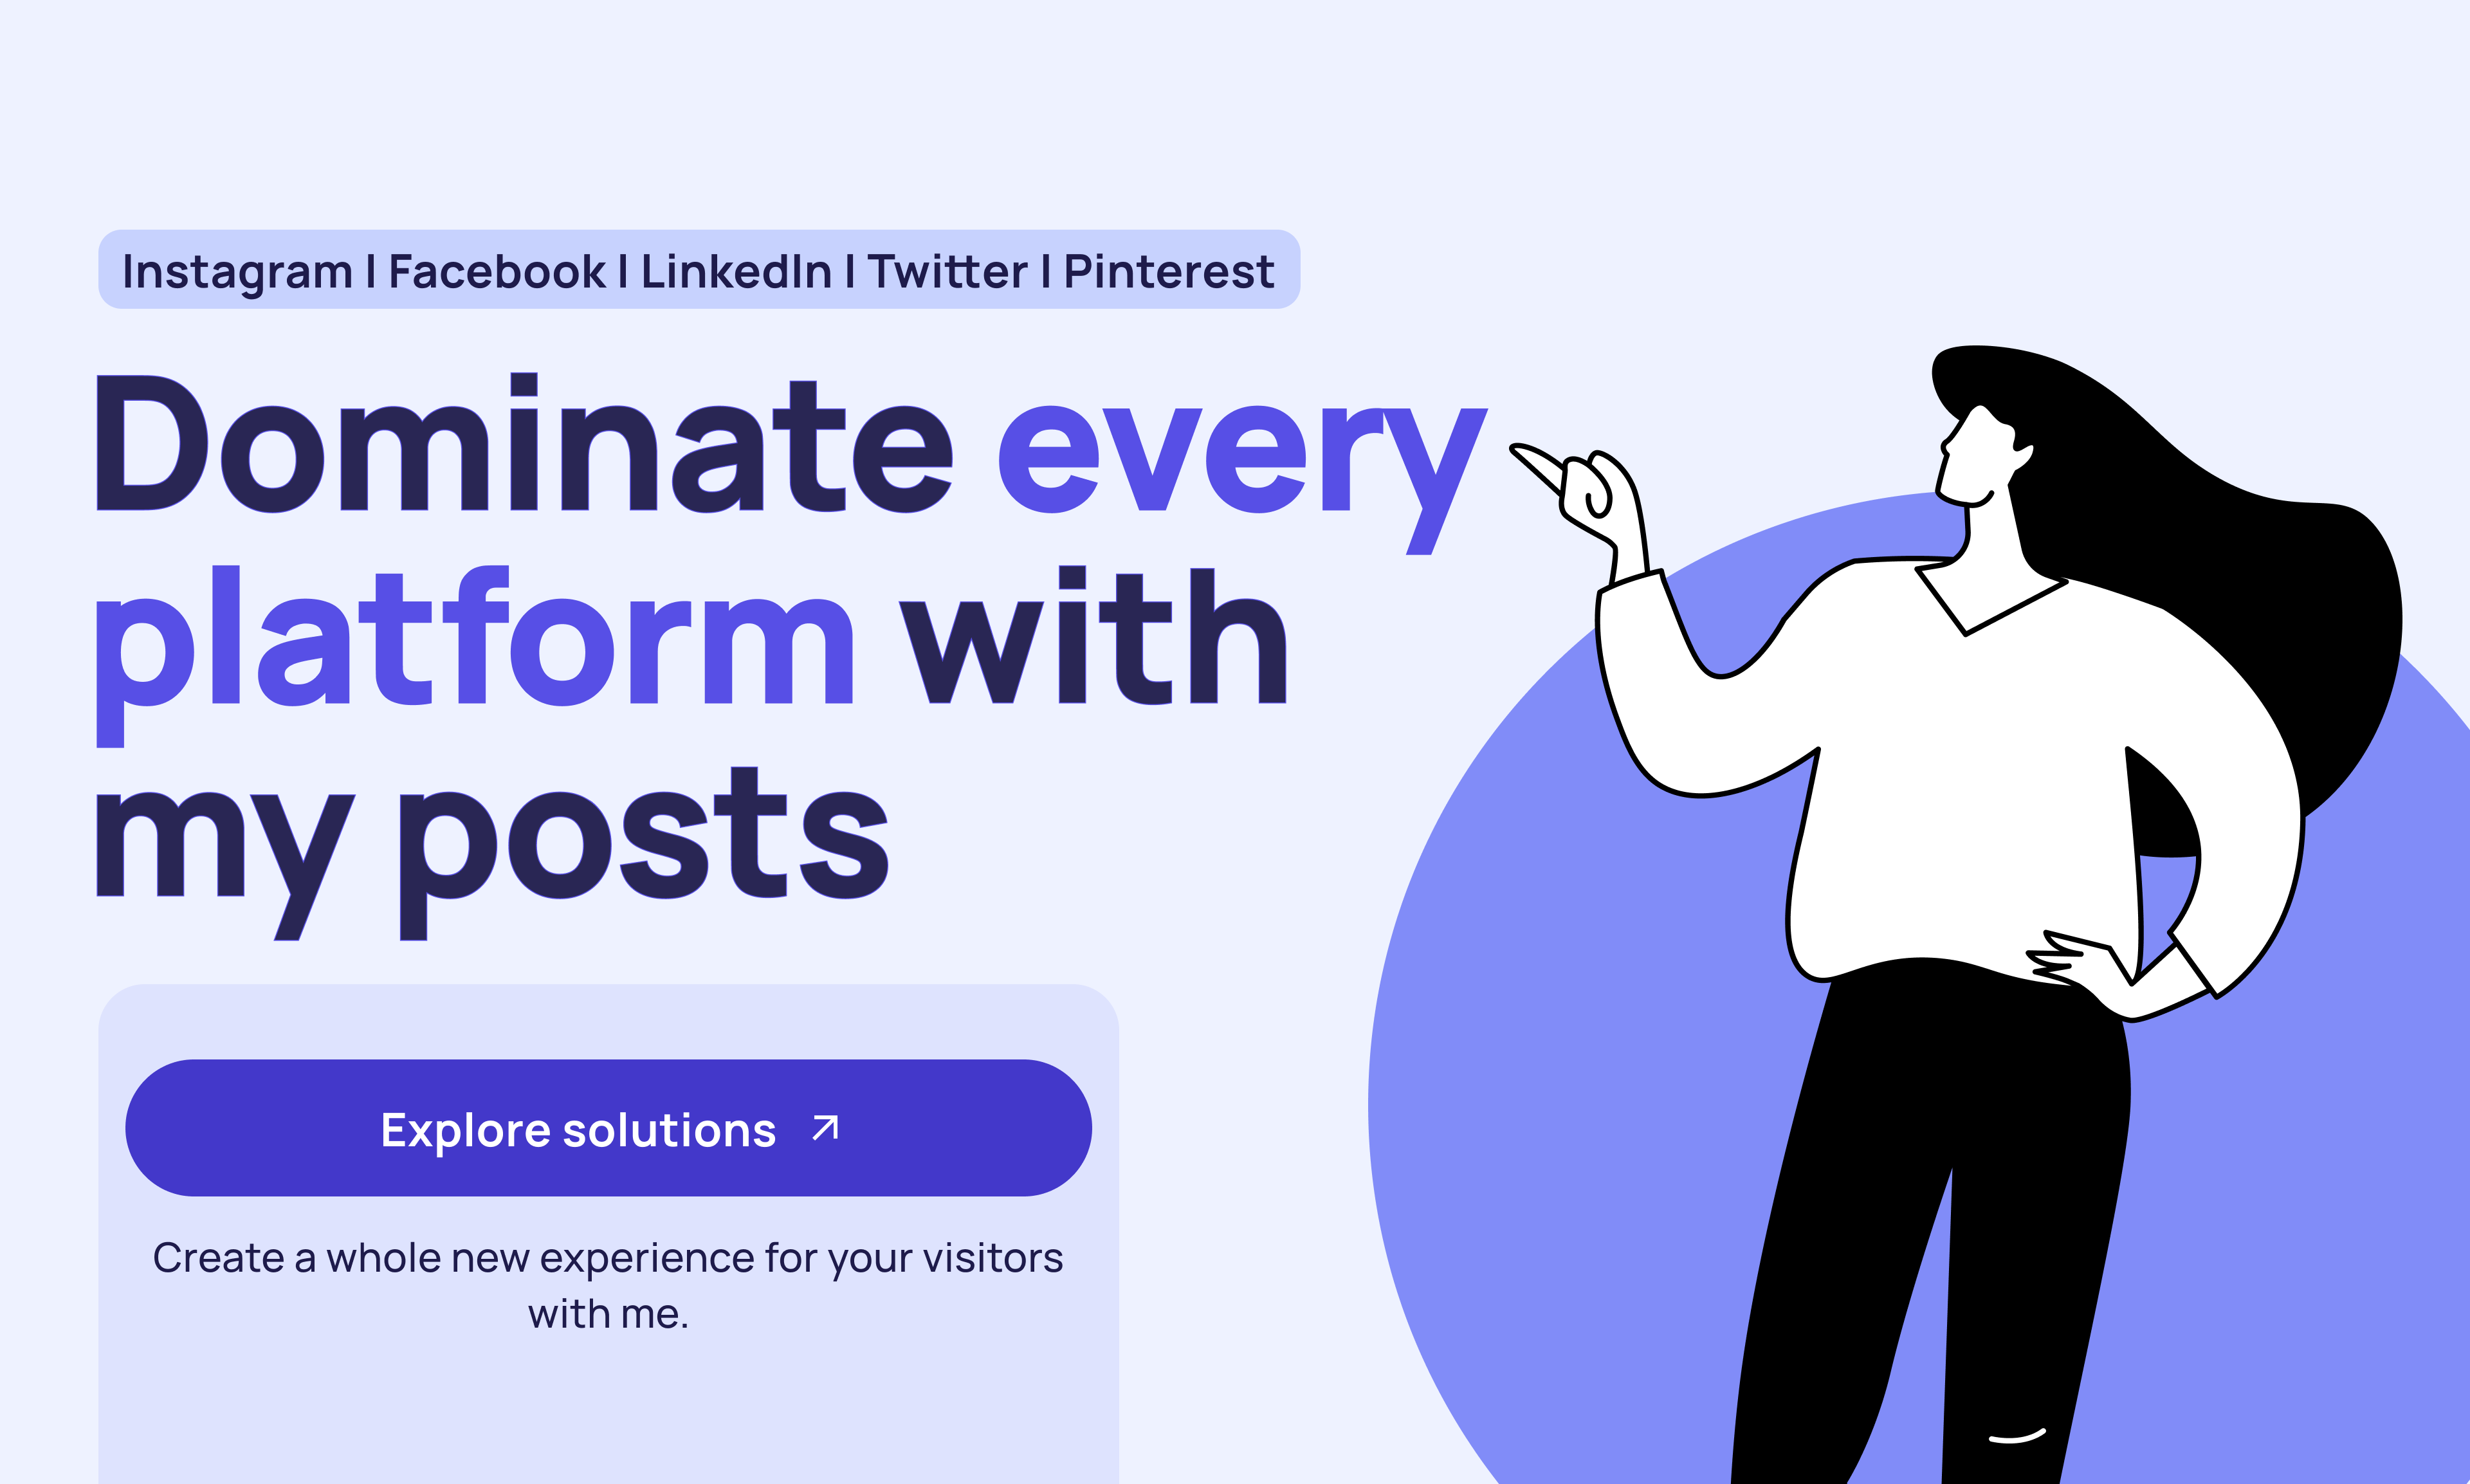 Instagram | Facebook | LinkedIn | Twitter | Pinterest
Dominate every
platform with
my posts
Explore solutions ↗
Create a whole new experience for your visitors
with me.